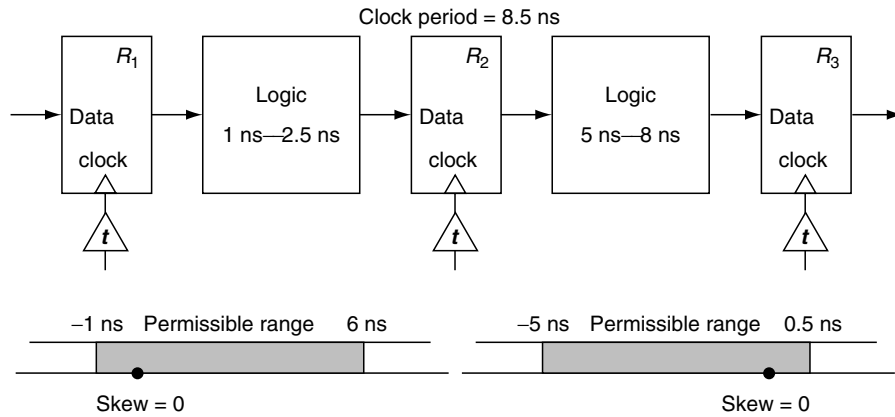 Clock period = 8.5 ns
R1
R2
R3
Data
Logic
1 ns—2.5 ns
Data
Logic
5 ns—8 ns
Data
clock
clock
clock
t
t
t
−1 ns
Permissible range
6 ns
−5 ns
Permissible range
0.5 ns
Skew = 0
Skew = 0